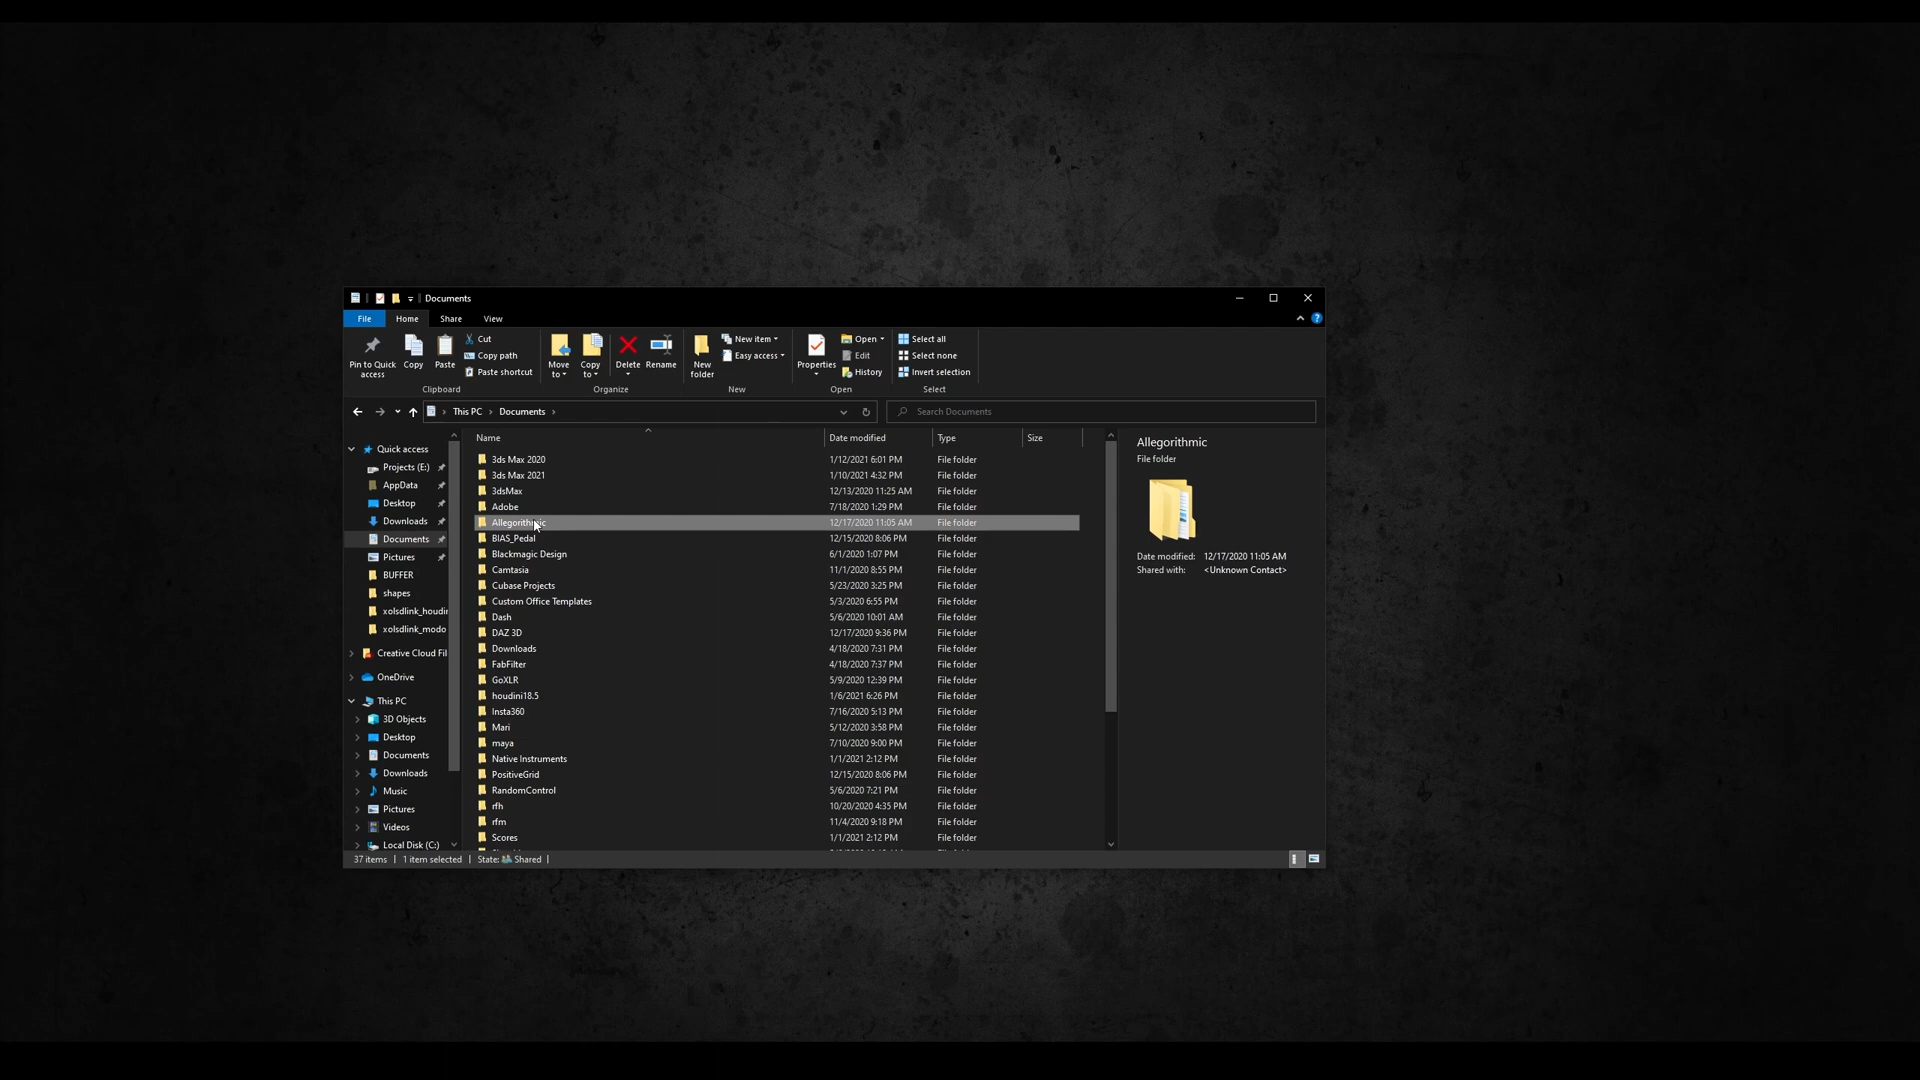 Documents
File Home Share View
Pin to Quick access
Copy
Paste
Cut
Copy path
Paste shortcut
Clipboard
Move to
Copy to
Delete
Rename
Organize
New folder
New item
Easy access
New
Properties
Open
Edit
History
Open
Select all
Select none
Invert selection
Select
This PC > Documents >
Search Documents
Quick access
Projects (E:)
AppData
Desktop
Downloads
Documents
Pictures
BUFFER
shapes
xolsdlink_houdin
xolsdlink_modo
Creative Cloud Fil
OneDrive
This PC
3D Objects
Desktop
Documents
Downloads
Music
Pictures
Videos
Local Disk (C:)
Name Date modified Type Size
3ds Max 2020 1/12/2021 6:01 PM File folder
3ds Max 2021 1/10/2021 4:32 PM File folder
3dsMax 12/13/2020 11:25 AM File folder
Adobe 7/18/2020 1:29 PM File folder
Allegorithmic 12/17/2020 11:05 AM File folder
BIAS_Pedal 12/15/2020 8:06 PM File folder
Blackmagic Design 6/1/2020 1:07 PM File folder
Camtasia 11/1/2020 8:55 PM File folder
Cubase Projects 5/23/2020 3:25 PM File folder
Custom Office Templates 5/3/2020 6:55 PM File folder
Dash 5/6/2020 10:01 AM File folder
DAZ 3D 12/17/2020 9:36 PM File folder
Downloads 4/18/2020 7:31 PM File folder
FabFilter 4/18/2020 7:37 PM File folder
GoXLR 5/9/2020 12:39 PM File folder
houdini18.5 1/6/2021 6:26 PM File folder
Insta360 7/16/2020 5:13 PM File folder
Mari 5/12/2020 3:58 PM File folder
maya 7/10/2020 9:00 PM File folder
Native Instruments 1/1/2021 2:12 PM File folder
PositiveGrid 12/15/2020 8:06 PM File folder
RandomControl 5/6/2020 7:21 PM File folder
rfh 10/20/2020 4:35 PM File folder
rfm 11/4/2020 9:18 PM File folder
Scores 1/1/2021 2:12 PM File folder
Allegorithmic
File folder
Date modified: 12/17/2020 11:05 AM
Shared with: <Unknown Contact>
37 items | 1 item selected | State: Shared |